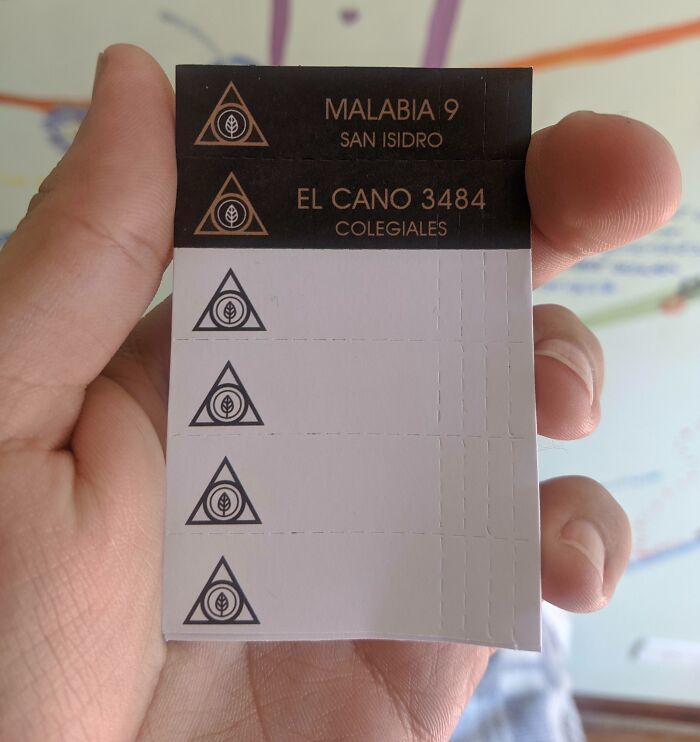 MALABIA 9
SAN ISIDRO
EL CANO 3484
COLEGIALES